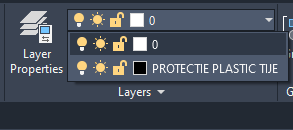 0
Layer
Properties
0
PROTECTIE PLASTIC TIJE
Layers
G